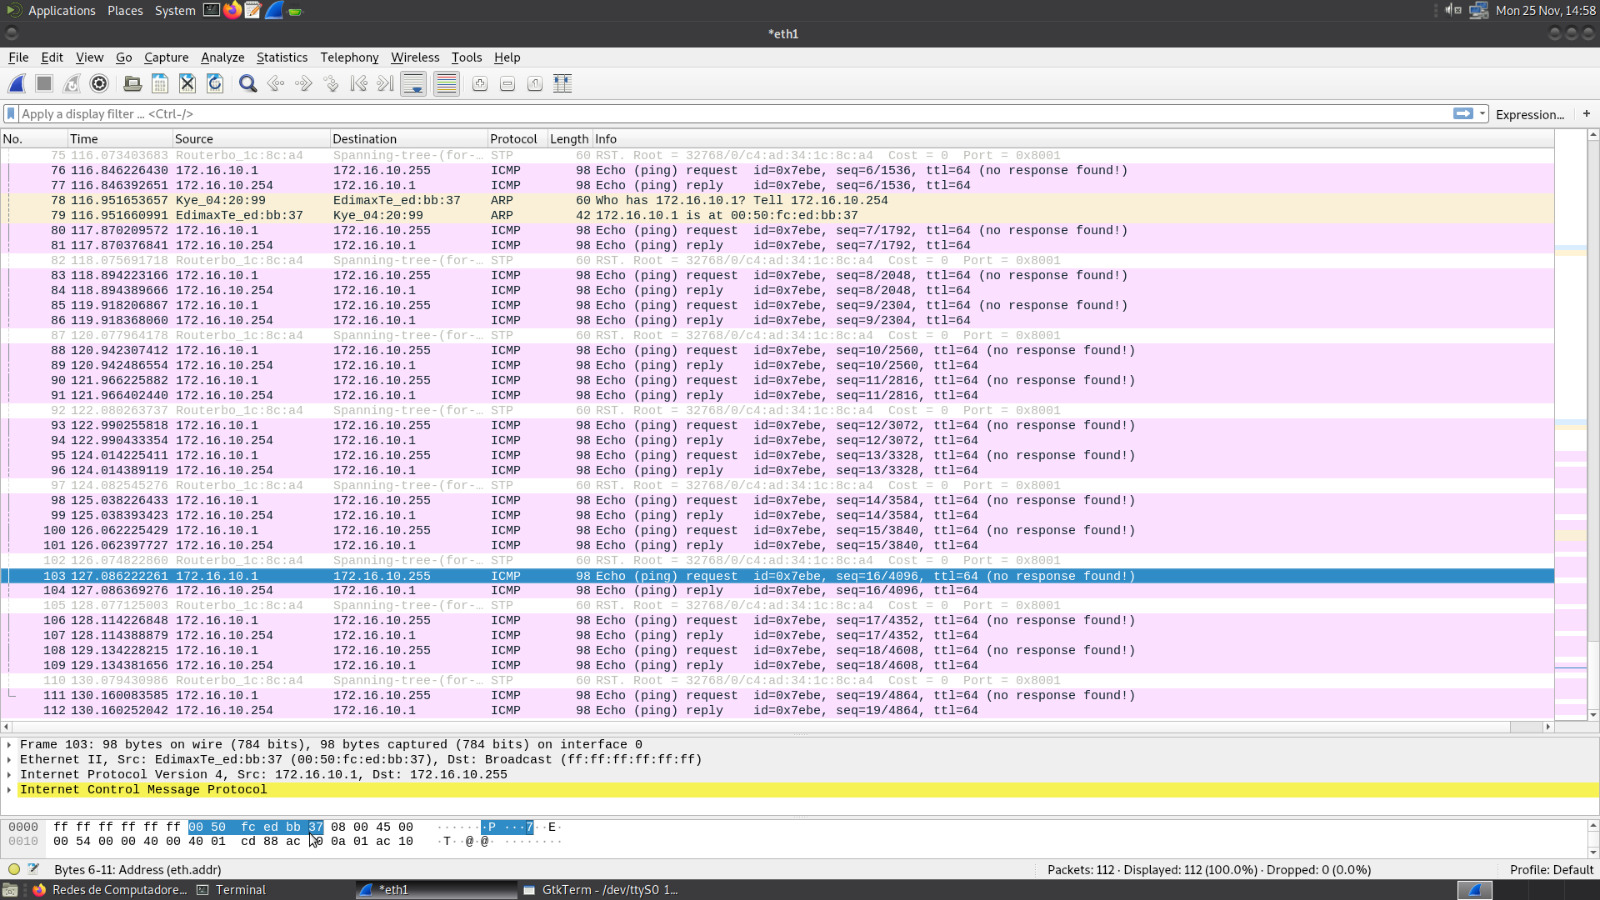 Applications Places System Mon 25 Nov, 14:58
*eth1
File Edit View Go Capture Analyze Statistics Telephony Wireless Tools Help
Apply a display filter ... <Ctrl-/> Expression... +
No. Time Source Destination Protocol Length Info
75 116.073403683 Routerbo_1c:8c:a4 Spanning-tree-(for-… STP 60 RST. Root = 32768/0/c4:ad:34:1c:8c:a4 Cost = 0 Port = 0x8001
76 116.846226430 172.16.10.1 172.16.10.255 ICMP 98 Echo (ping) request id=0x7ebe, seq=6/1536, ttl=64 (no response found!)
77 116.846392651 172.16.10.254 172.16.10.1 ICMP 98 Echo (ping) reply id=0x7ebe, seq=6/1536, ttl=64
78 116.951653657 Kye_04:20:99 EdimaxTe_ed:bb:37 ARP 60 Who has 172.16.10.1? Tell 172.16.10.254
79 116.951660991 EdimaxTe_ed:bb:37 Kye_04:20:99 ARP 42 172.16.10.1 is at 00:50:fc:ed:bb:37
80 117.870209572 172.16.10.1 172.16.10.255 ICMP 98 Echo (ping) request id=0x7ebe, seq=7/1792, ttl=64 (no response found!)
81 117.870376841 172.16.10.254 172.16.10.1 ICMP 98 Echo (ping) reply id=0x7ebe, seq=7/1792, ttl=64
82 118.075691718 Routerbo_1c:8c:a4 Spanning-tree-(for-… STP 60 RST. Root = 32768/0/c4:ad:34:1c:8c:a4 Cost = 0 Port = 0x8001
83 118.894223166 172.16.10.1 172.16.10.255 ICMP 98 Echo (ping) request id=0x7ebe, seq=8/2048, ttl=64 (no response found!)
84 118.894389666 172.16.10.254 172.16.10.1 ICMP 98 Echo (ping) reply id=0x7ebe, seq=8/2048, ttl=64
85 119.918206867 172.16.10.1 172.16.10.255 ICMP 98 Echo (ping) request id=0x7ebe, seq=9/2304, ttl=64 (no response found!)
86 119.918368060 172.16.10.254 172.16.10.1 ICMP 98 Echo (ping) reply id=0x7ebe, seq=9/2304, ttl=64
87 120.077964178 Routerbo_1c:8c:a4 Spanning-tree-(for-… STP 60 RST. Root = 32768/0/c4:ad:34:1c:8c:a4 Cost = 0 Port = 0x8001
88 120.942307412 172.16.10.1 172.16.10.255 ICMP 98 Echo (ping) request id=0x7ebe, seq=10/2560, ttl=64 (no response found!)
89 120.942486554 172.16.10.254 172.16.10.1 ICMP 98 Echo (ping) reply id=0x7ebe, seq=10/2560, ttl=64
90 121.966225882 172.16.10.1 172.16.10.255 ICMP 98 Echo (ping) request id=0x7ebe, seq=11/2816, ttl=64 (no response found!)
91 121.966402440 172.16.10.254 172.16.10.1 ICMP 98 Echo (ping) reply id=0x7ebe, seq=11/2816, ttl=64
92 122.080263737 Routerbo_1c:8c:a4 Spanning-tree-(for-… STP 60 RST. Root = 32768/0/c4:ad:34:1c:8c:a4 Cost = 0 Port = 0x8001
93 122.990255818 172.16.10.1 172.16.10.255 ICMP 98 Echo (ping) request id=0x7ebe, seq=12/3072, ttl=64 (no response found!)
94 122.990433354 172.16.10.254 172.16.10.1 ICMP 98 Echo (ping) reply id=0x7ebe, seq=12/3072, ttl=64
95 124.014225411 172.16.10.1 172.16.10.255 ICMP 98 Echo (ping) request id=0x7ebe, seq=13/3328, ttl=64 (no response found!)
96 124.014389119 172.16.10.254 172.16.10.1 ICMP 98 Echo (ping) reply id=0x7ebe, seq=13/3328, ttl=64
97 124.082545276 Routerbo_1c:8c:a4 Spanning-tree-(for-… STP 60 RST. Root = 32768/0/c4:ad:34:1c:8c:a4 Cost = 0 Port = 0x8001
98 125.038226433 172.16.10.1 172.16.10.255 ICMP 98 Echo (ping) request id=0x7ebe, seq=14/3584, ttl=64 (no response found!)
99 125.038393423 172.16.10.254 172.16.10.1 ICMP 98 Echo (ping) reply id=0x7ebe, seq=14/3584, ttl=64
100 126.062225429 172.16.10.1 172.16.10.255 ICMP 98 Echo (ping) request id=0x7ebe, seq=15/3840, ttl=64 (no response found!)
101 126.062397727 172.16.10.254 172.16.10.1 ICMP 98 Echo (ping) reply id=0x7ebe, seq=15/3840, ttl=64
102 126.074822860 Routerbo_1c:8c:a4 Spanning-tree-(for-… STP 60 RST. Root = 32768/0/c4:ad:34:1c:8c:a4 Cost = 0 Port = 0x8001
103 127.086222261 172.16.10.1 172.16.10.255 ICMP 98 Echo (ping) request id=0x7ebe, seq=16/4096, ttl=64 (no response found!)
104 127.086369276 172.16.10.254 172.16.10.1 ICMP 98 Echo (ping) reply id=0x7ebe, seq=16/4096, ttl=64
105 128.077125003 Routerbo_1c:8c:a4 Spanning-tree-(for-… STP 60 RST. Root = 32768/0/c4:ad:34:1c:8c:a4 Cost = 0 Port = 0x8001
106 128.114226848 172.16.10.1 172.16.10.255 ICMP 98 Echo (ping) request id=0x7ebe, seq=17/4352, ttl=64 (no response found!)
107 128.114388879 172.16.10.254 172.16.10.1 ICMP 98 Echo (ping) reply id=0x7ebe, seq=17/4352, ttl=64
108 129.134228215 172.16.10.1 172.16.10.255 ICMP 98 Echo (ping) request id=0x7ebe, seq=18/4608, ttl=64 (no response found!)
109 129.134381656 172.16.10.254 172.16.10.1 ICMP 98 Echo (ping) reply id=0x7ebe, seq=18/4608, ttl=64
110 130.079430986 Routerbo_1c:8c:a4 Spanning-tree-(for-… STP 60 RST. Root = 32768/0/c4:ad:34:1c:8c:a4 Cost = 0 Port = 0x8001
111 130.160083585 172.16.10.1 172.16.10.255 ICMP 98 Echo (ping) request id=0x7ebe, seq=19/4864, ttl=64 (no response found!)
112 130.160252042 172.16.10.254 172.16.10.1 ICMP 98 Echo (ping) reply id=0x7ebe, seq=19/4864, ttl=64
Frame 103: 98 bytes on wire (784 bits), 98 bytes captured (784 bits) on interface 0
Ethernet II, Src: EdimaxTe_ed:bb:37 (00:50:fc:ed:bb:37), Dst: Broadcast (ff:ff:ff:ff:ff:ff)
Internet Protocol Version 4, Src: 172.16.10.1, Dst: 172.16.10.255
Internet Control Message Protocol
0000 ff ff ff ff ff ff 00 50 fc ed bb 37 08 00 45 00 ·······P ···7··E·
0010 00 54 00 00 40 00 40 01 cd 88 ac 0 0a 01 ac 10 ·T··@·@· ········
Bytes 6-11: Address (eth.addr) Packets: 112 · Displayed: 112 (100.0%) · Dropped: 0 (0.0%) Profile: Default
Redes de Computadore... Terminal *eth1 GtkTerm - /dev/ttyS0 1...